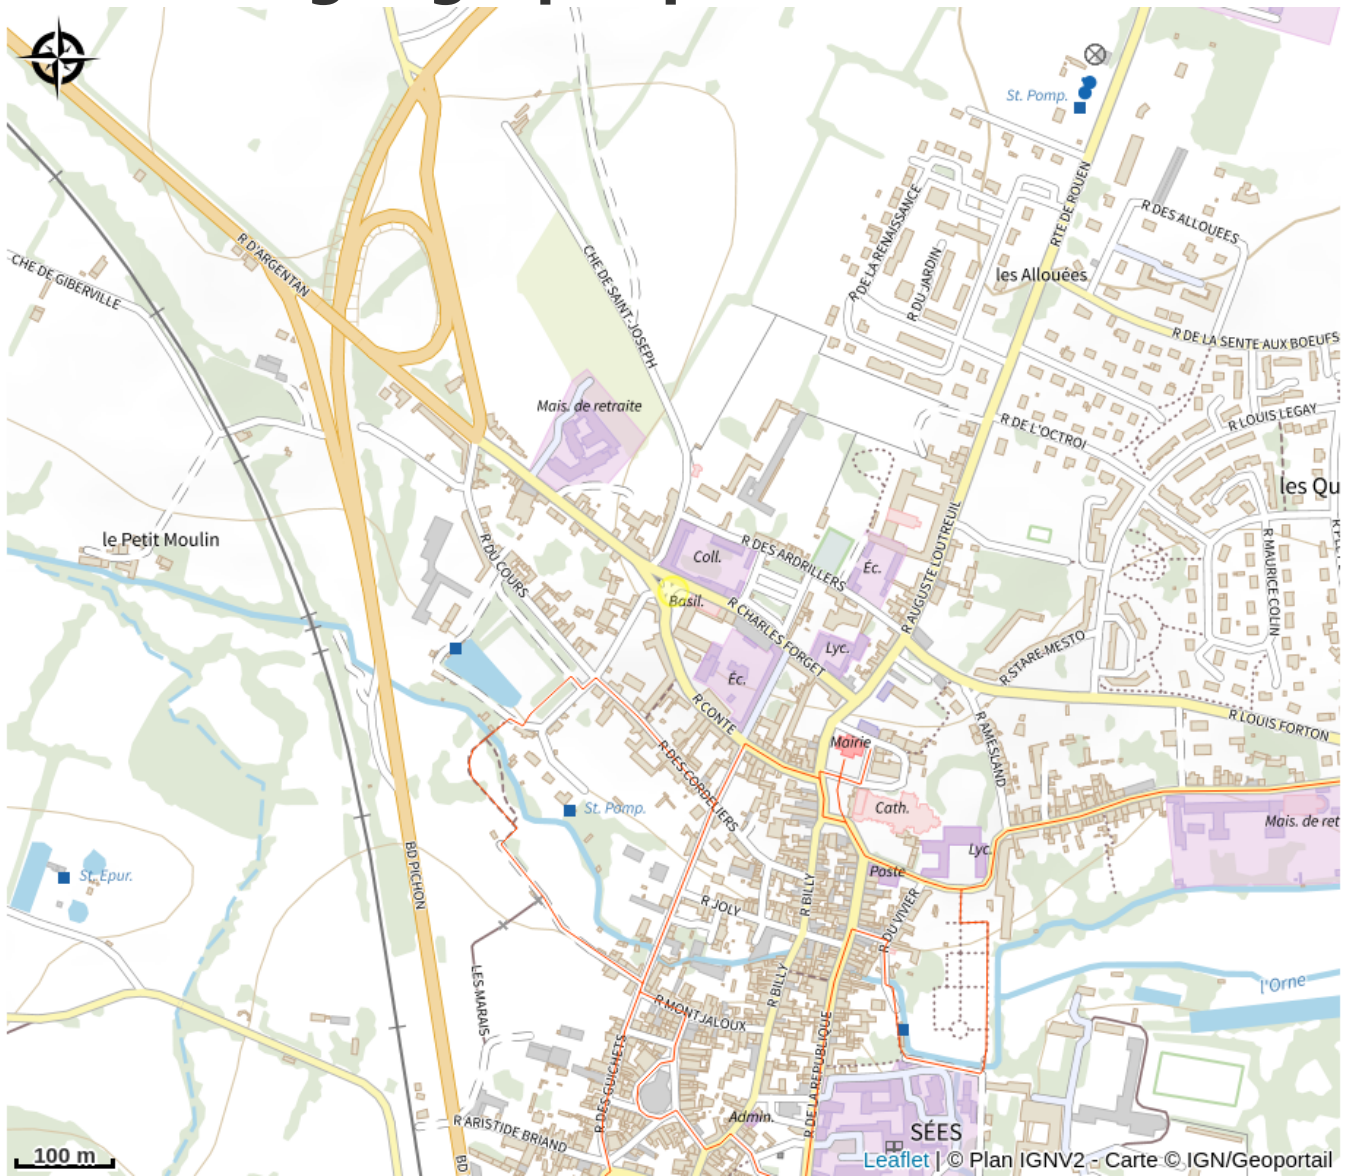 St. Pomp.
R DES ALLOUEES
RTE DE ROUEN
R DE LA RENAISSANCE
R D'ARGENTAN
CHE DE GIBERVILLE
CHE DE SAINT-JOSEPH
R DU JARDIN
les Allouées
R DE LA SENTE AUX BOEUFS
Mais. de retraite
R LOUIS LEGAY
R DE L'OCTROI
les Qu
le Petit Moulin
R DU COURS
Coll.
R DES ARDRILLERS
Éc.
R AUGUSTE LOUTREUIL
R MAURICE COLIN
Basil.
R CHARLES FORGET
Lyc.
R STARE-MESTO
Éc.
R CONTE
R AMESLAND
R LOUIS FORTON
Mairie
R DES CORDELIERS
St. Pomp.
Cath.
Mais. de ret
Lyc.
BD PICHON
St. Epur.
Poste
R BILLY
R JOLY
R DU VIVIER
LES-MARAIS
R BILLY
l'Orne
R MONTJALOUX
R DES GUICHETS
R DE LA REPUBLIQUE
R ARISTIDE BRIAND
Admin.
SÉES
100 m
BD
Leaflet | © Plan IGNV2 - Carte © IGN/Geoportail